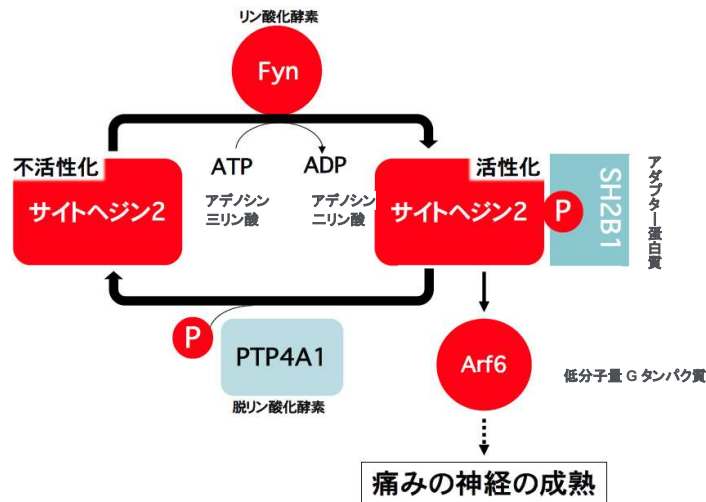 リン酸化酵素
Fyn
不活性化
サイトヘジン2
ATP
アデノシン
三リン酸
ADP
アデノシン
二リン酸
活性化
サイトヘジン2
P
SH2B1
アダプター蛋白質
P
PTP4A1
脱リン酸化酵素
Arf6
低分子量 G タンパク質
痛みの神経の成熟